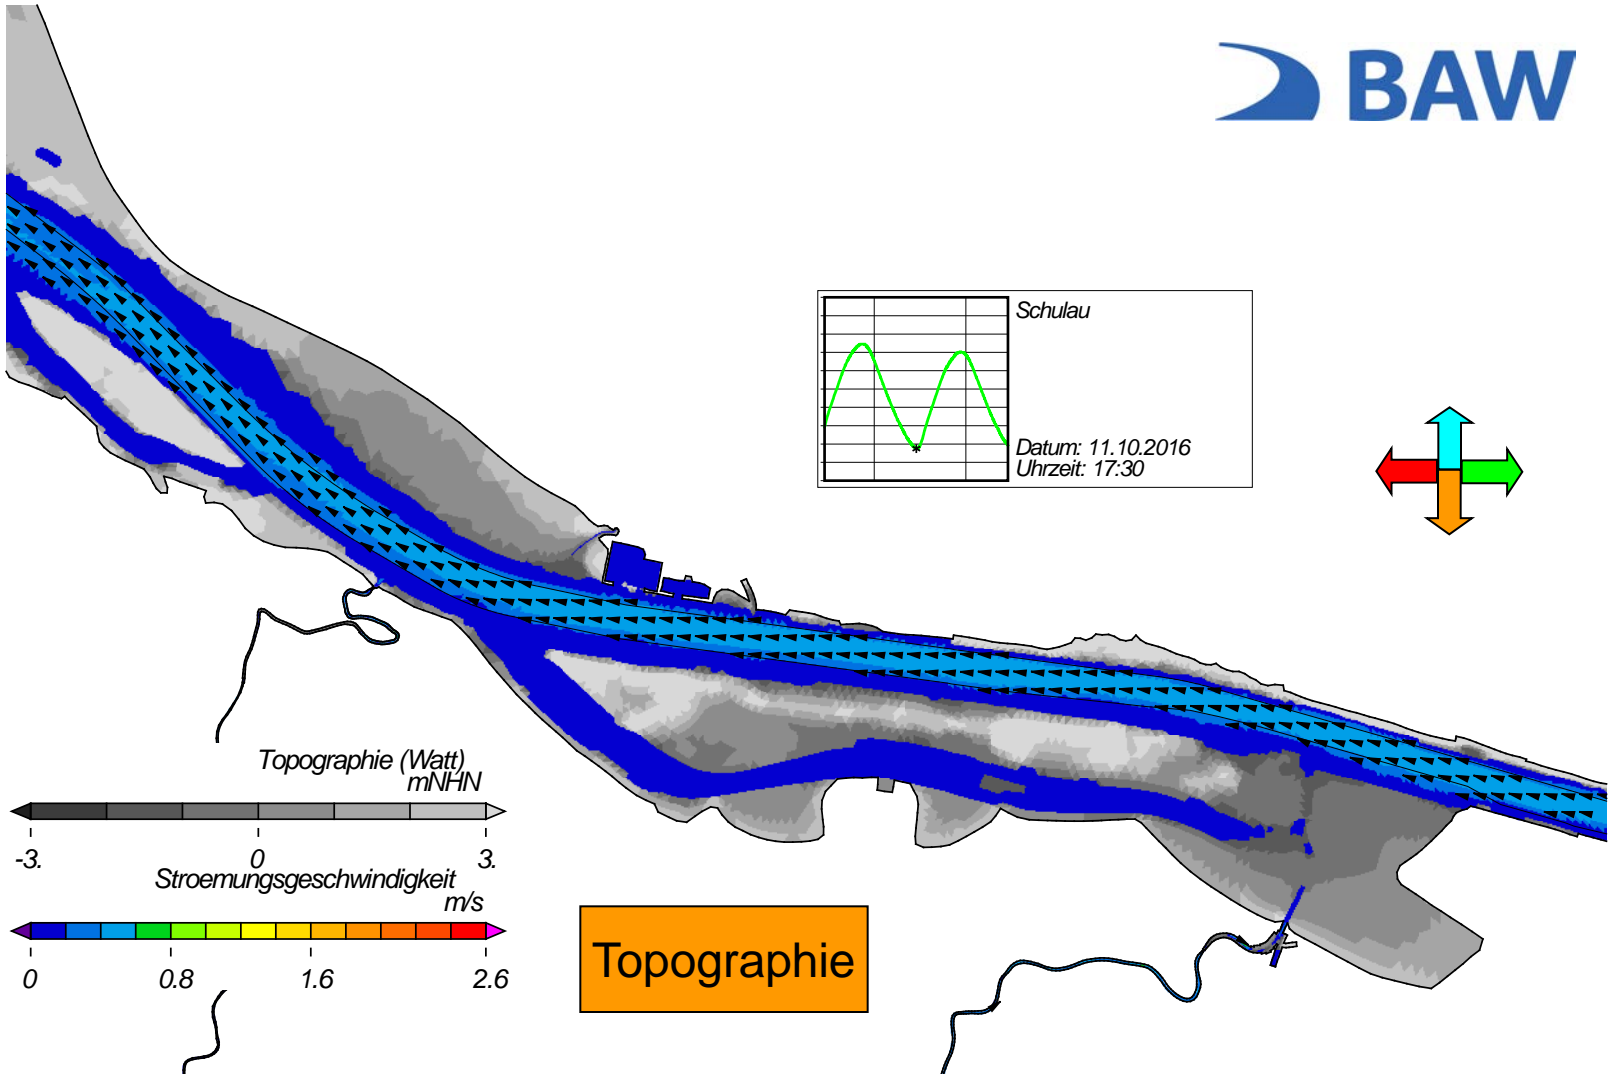 BAW
Schulau
Datum: 11.10.2016
Uhrzeit: 17:30
Topographie (Watt)
mNHN
-3. 0 3.
Stroemungsgeschwindigkeit
m/s
0 0.8 1.6 2.6
Topographie